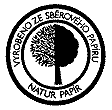 VYROBENO ZE SBĚROVÉHO PAPÍRU
NATUR PAPÍR